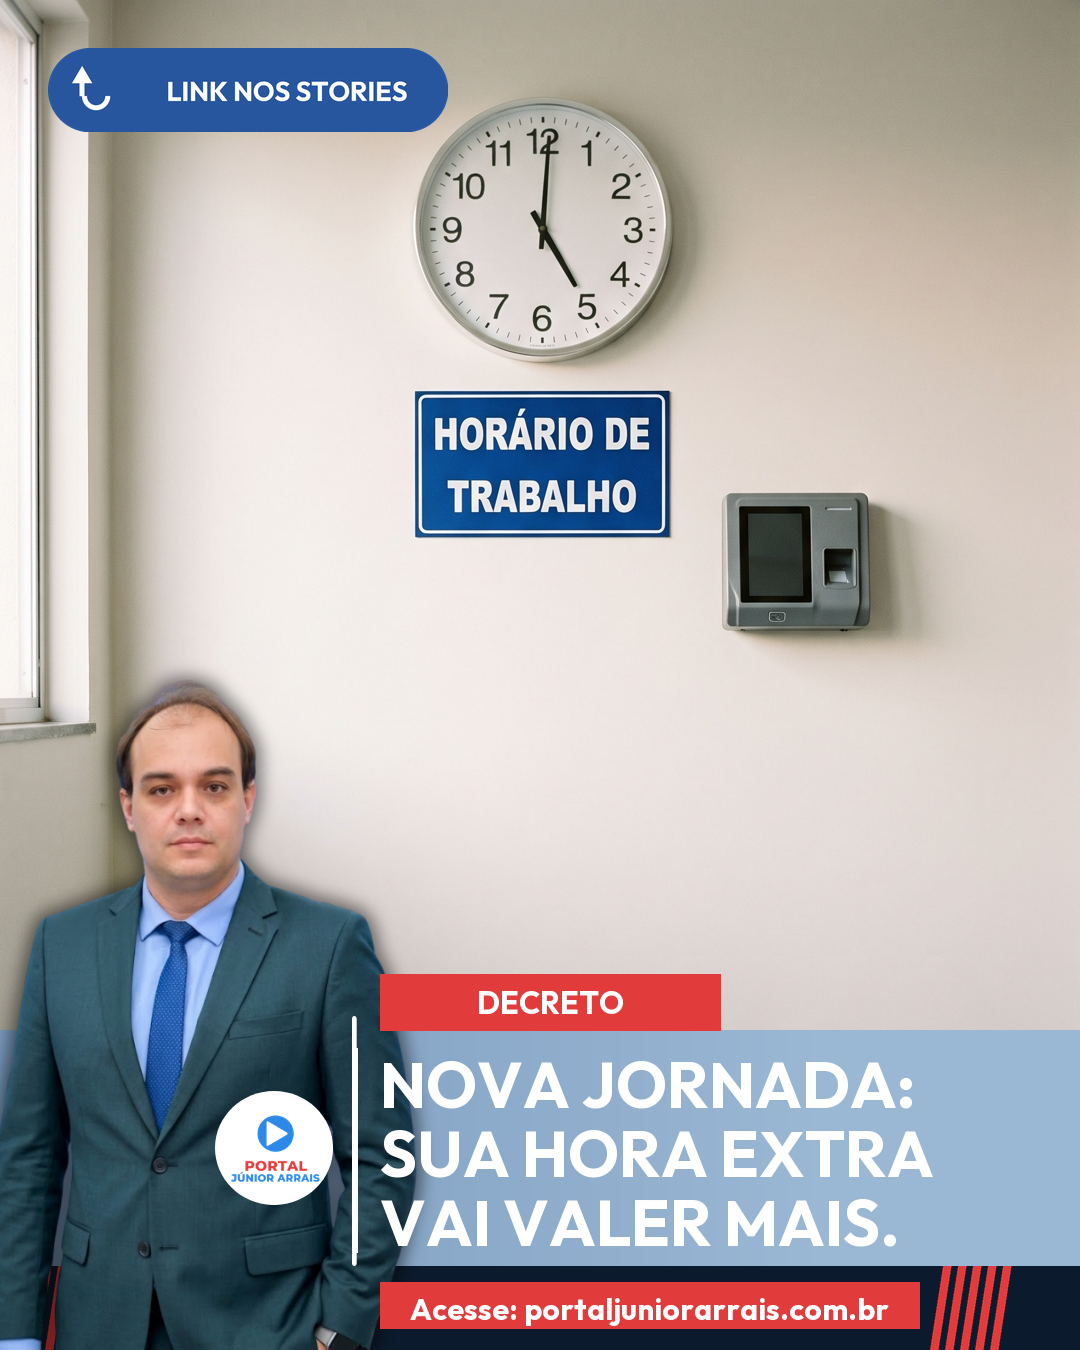 LINK NOS STORIES
12
11
1
10
2
9
3
8
4
7
5
6
HORÁRIO DE
TRABALHO
DECRETO
NOVA JORNADA:
SUA HORA EXTRA
VAI VALER MAIS.
PORTAL
JÚNIOR ARRAIS
Acesse: portaljuniorarrais.com.br